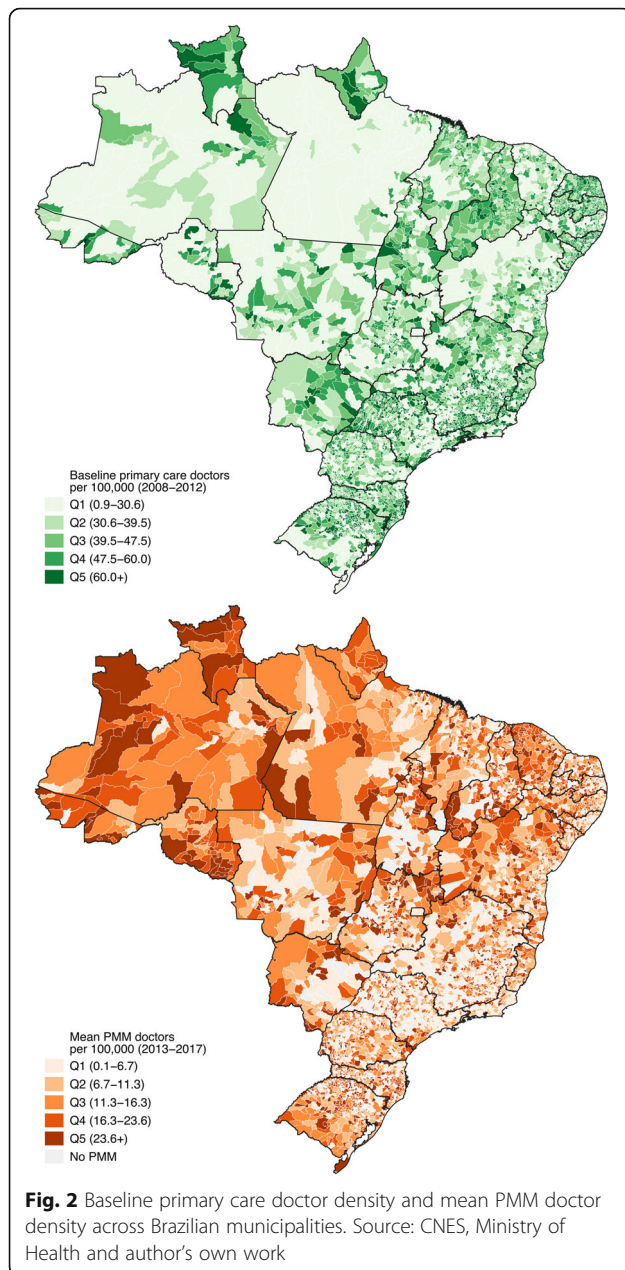 Baseline primary care doctors
per 100,000 (2008–2012)
Q1 (0.9–30.6)
Q2 (30.6–39.5)
Q3 (39.5–47.5)
Q4 (47.5–60.0)
Q5 (60.0+)
Mean PMM doctors
per 100,000 (2013–2017)
Q1 (0.1–6.7)
Q2 (6.7–11.3)
Q3 (11.3–16.3)
Q4 (16.3–23.6)
Q5 (23.6+)
No PMM
Fig. 2 Baseline primary care doctor density and mean PMM doctor
density across Brazilian municipalities. Source: CNES, Ministry of
Health and author’s own work